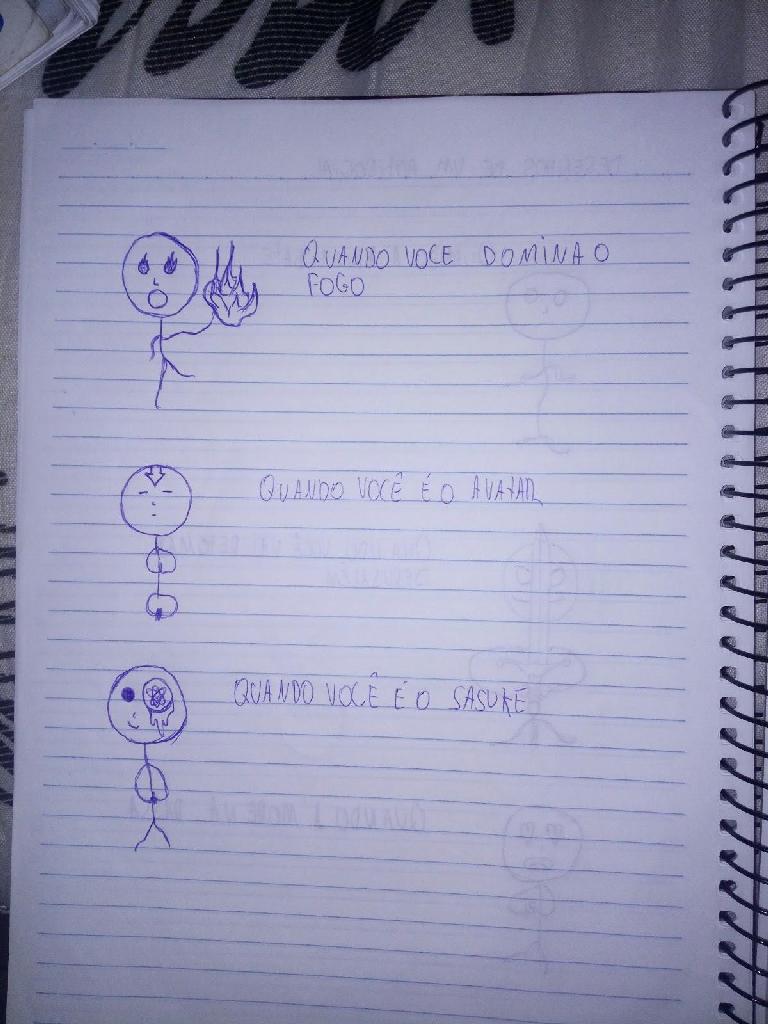 QUANDO VOCE DOMINA O
FOGO
QUANDO VOCÊ É O AVATAR
QUANDO VOCÊ É O SASUKE